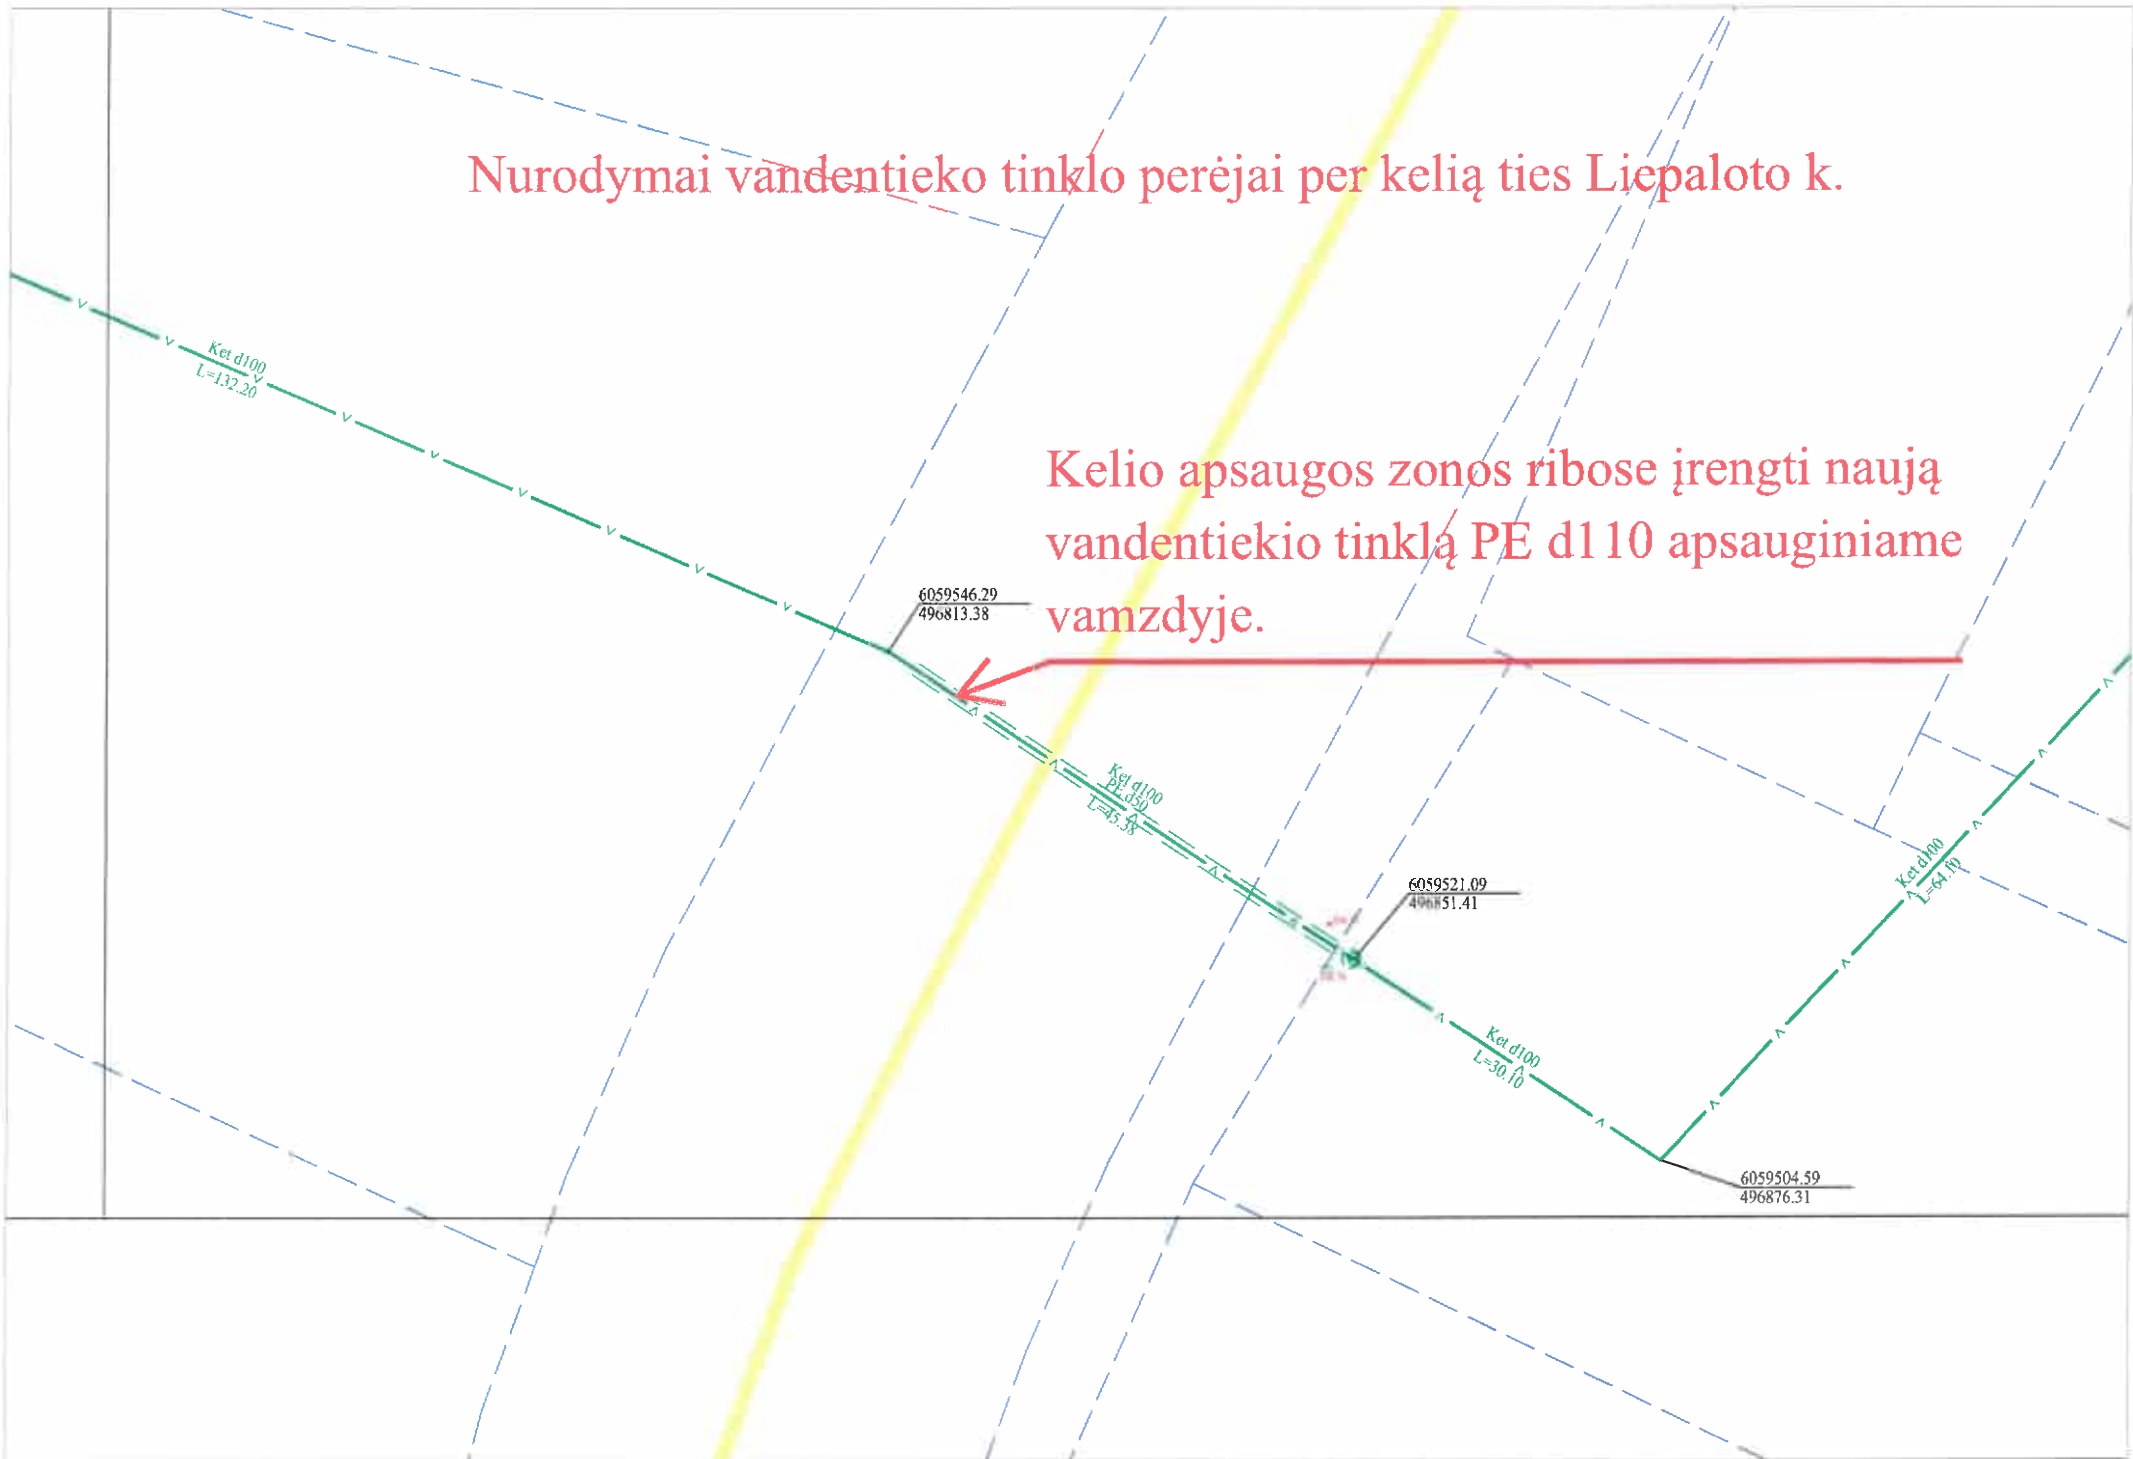 Nurodymai vandentieko tinklo perėjai per kelią ties Liepaloto k.
Ket d100
L=132.20
Kelio apsaugos zonos ribose įrengti naują
vandentiekio tinklą PE d110 apsauginiame
vamzdyje.
6059546.29
496813.38
Ket d100
PE d50
L=45.38
6059521.09
496851.41
Ket d100
L=64.10
Ket d100
L=30.10
6059504.59
496876.31